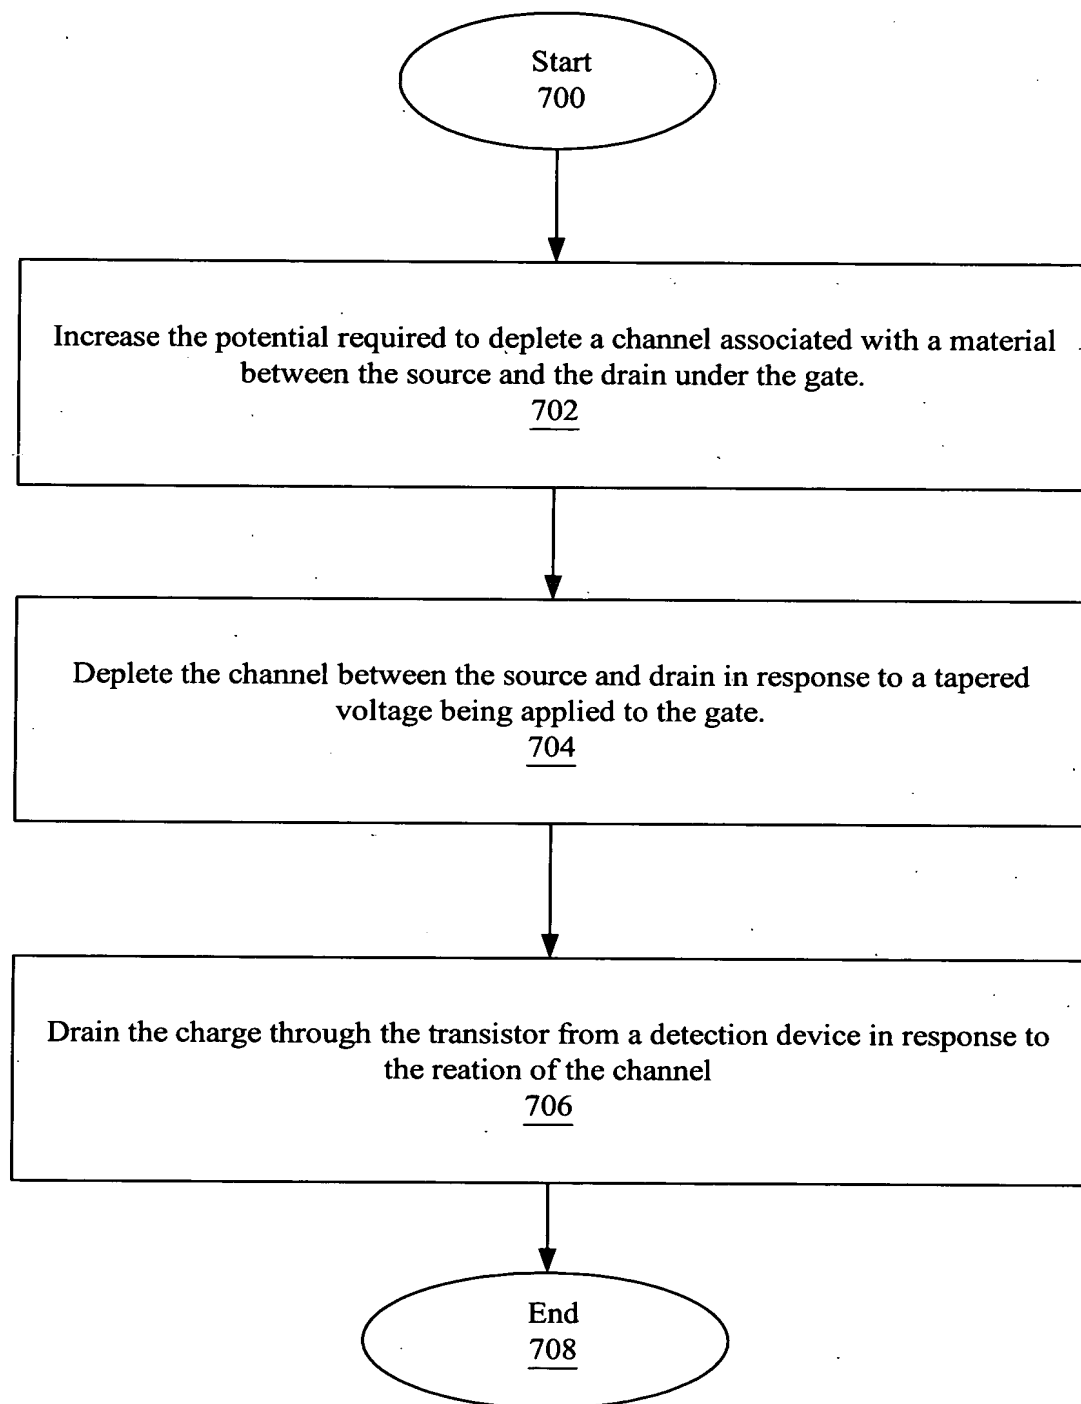 Start
700
Increase the potential required to deplete a channel associated with a material
between the source and the drain under the gate.
702
Deplete the channel between the source and drain in response to a tapered
voltage being applied to the gate.
704
Drain the charge through the transistor from a detection device in response to
the reation of the channel
706
End
708